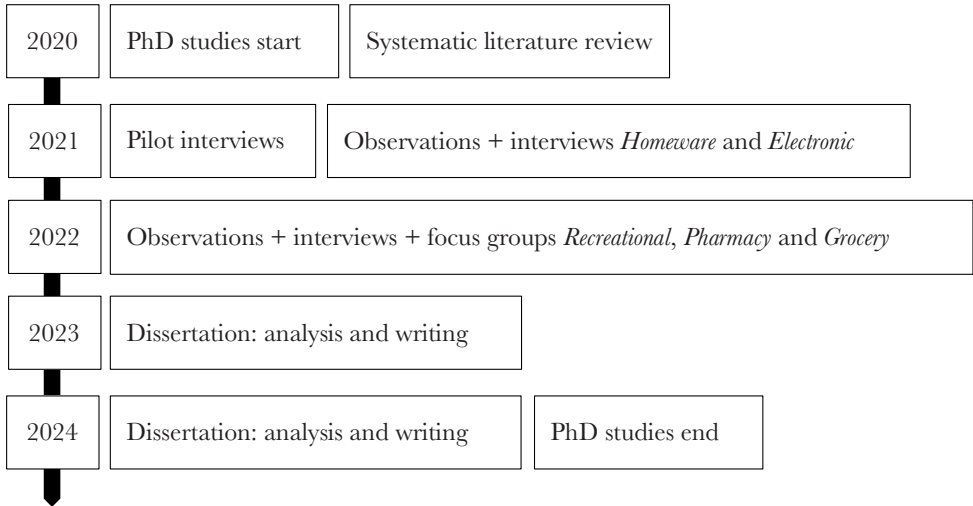 2020 PhD studies start Systematic literature review
2021 Pilot interviews Observations + interviews Homeware and Electronic
2022 Observations + interviews + focus groups Recreational, Pharmacy and Grocery
2023 Dissertation: analysis and writing
2024 Dissertation: analysis and writing PhD studies end